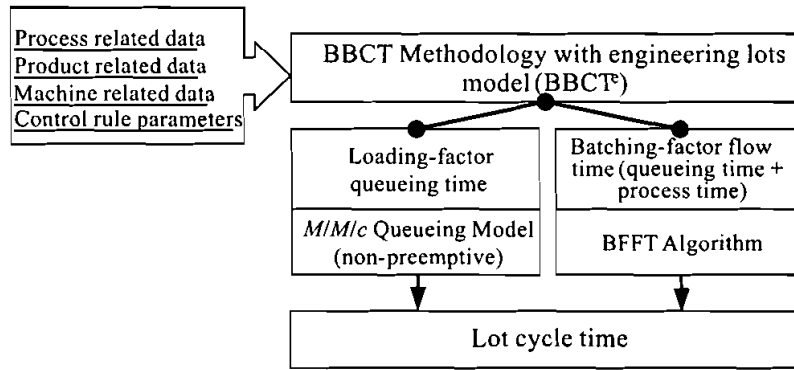 Process related data
Product related data
Machine related data
Control rule parameters
BBCT Methodology with engineering lots
model (BBCTᵉ)
Loading-factor
queueing time
M/M/c Queueing Model
(non-preemptive)
Batching-factor flow
time (queueing time +
process time)
BFFT Algorithm
Lot cycle time